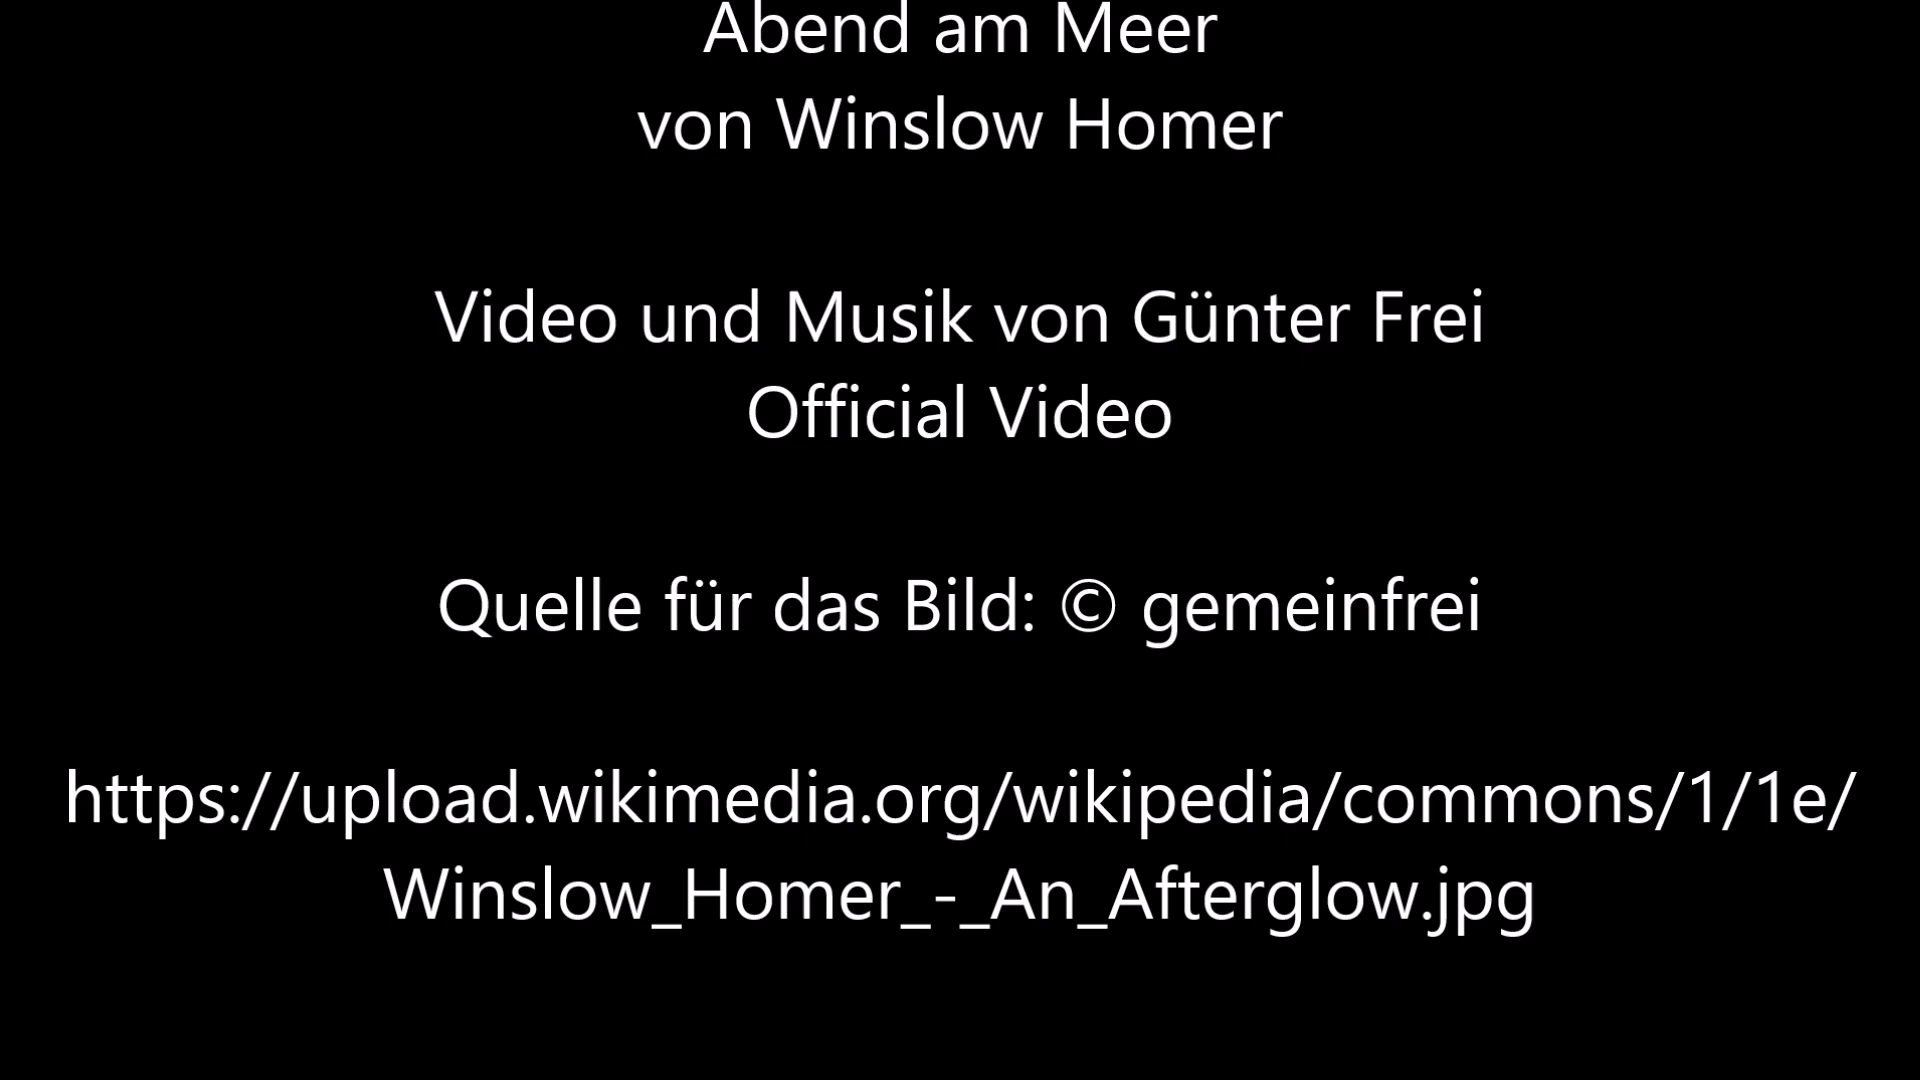 Abend am Meer
von Winslow Homer
Video und Musik von Günter Frei
Official Video
Quelle für das Bild: © gemeinfrei
https://upload.wikimedia.org/wikipedia/commons/1/1e/
Winslow_Homer_-_An_Afterglow.jpg